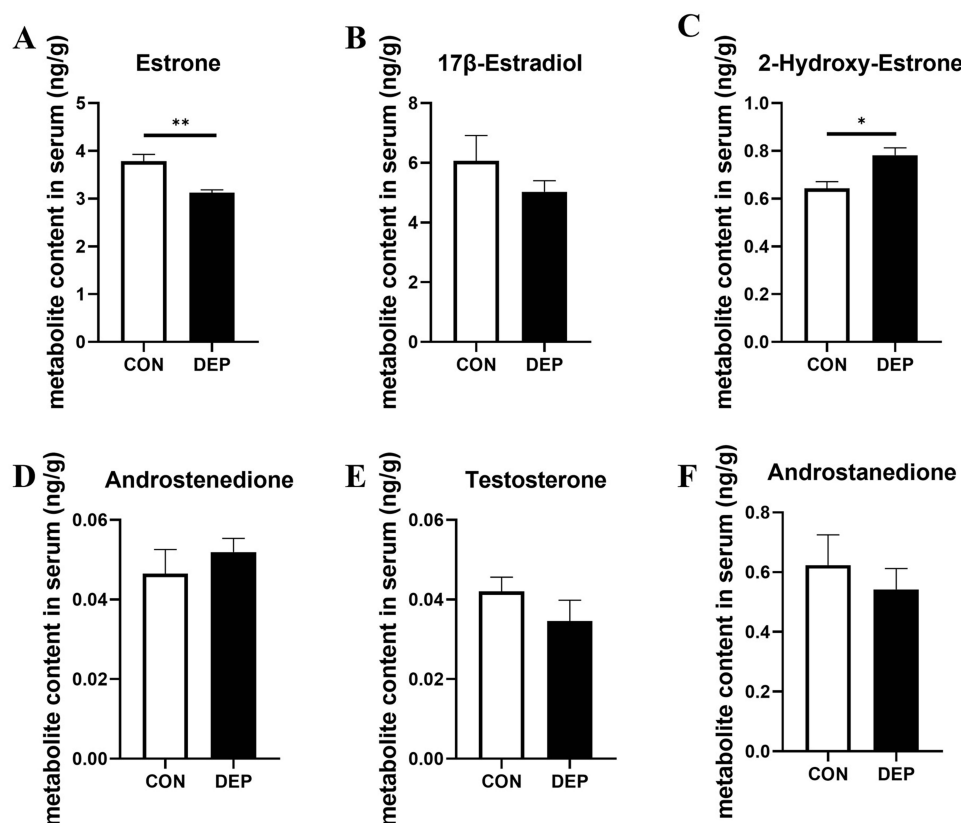 A
Estrone
metabolite content in serum (ng/g)
5
4
3
2
1
0
**
CON DEP
B
17β-Estradiol
metabolite content in serum (ng/g)
8
6
4
2
0
CON DEP
C
2-Hydroxy-Estrone
metabolite content in serum (ng/g)
1.0
0.8
0.6
0.4
0.2
0.0
*
CON DEP
D
Androstenedione
metabolite content in serum (ng/g)
0.06
0.04
0.02
0.00
CON DEP
E
Testosterone
metabolite content in serum (ng/g)
0.06
0.04
0.02
0.00
CON DEP
F
Androstanedione
metabolite content in serum (ng/g)
0.8
0.6
0.4
0.2
0.0
CON DEP